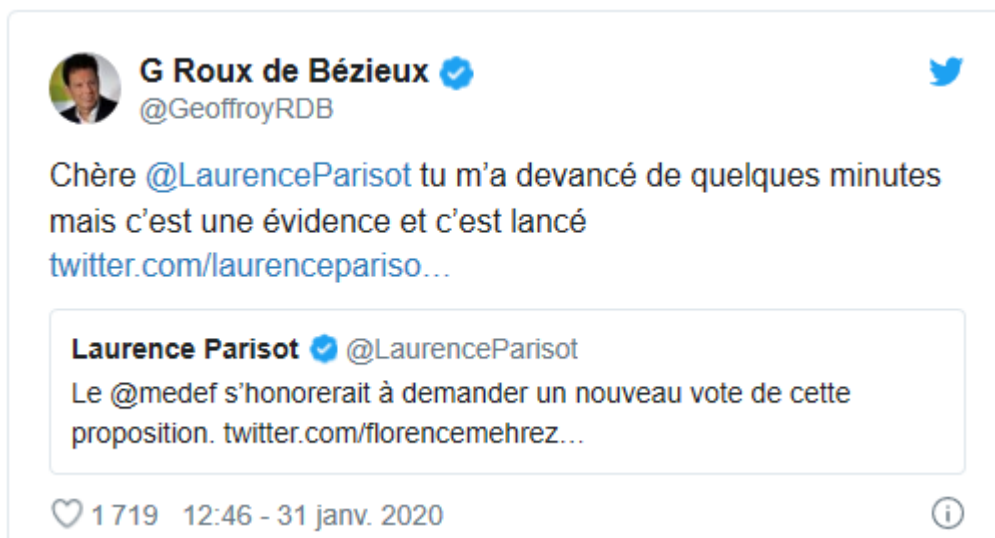 G Roux de Bézieux
@GeoffroyRDB
Chère @LaurenceParisot tu m’a devancé de quelques minutes
mais c’est une évidence et c’est lancé
twitter.com/laurencepariso…
Laurence Parisot @LaurenceParisot
Le @medef s’honorerait à demander un nouveau vote de cette
proposition. twitter.com/florencemehrez…
1 719 12:46 - 31 janv. 2020